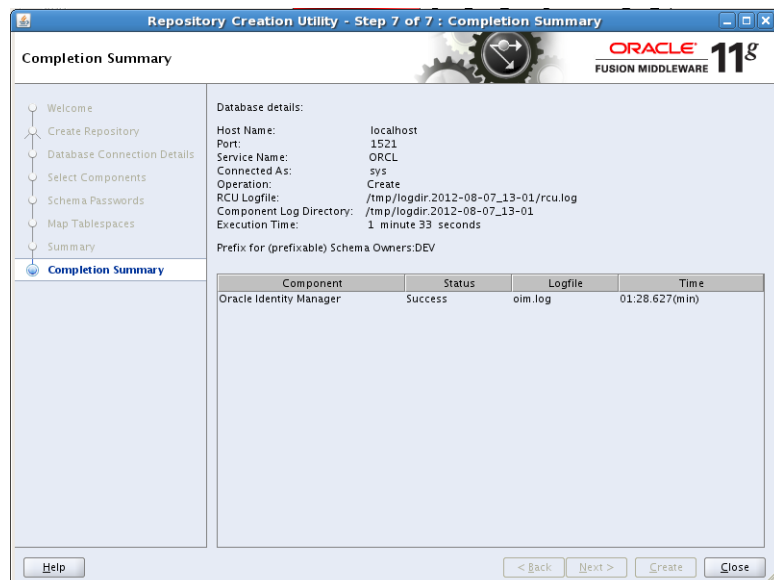 Repository Creation Utility - Step 7 of 7 : Completion Summary
Completion Summary
ORACLE
FUSION MIDDLEWARE
11g
Welcome
Create Repository
Database Connection Details
Select Components
Schema Passwords
Map Tablespaces
Summary
Completion Summary
Database details:
Host Name: localhost
Port: 1521
Service Name: ORCL
Connected As: sys
Operation: Create
RCU Logfile: /tmp/logdir.2012-08-07_13-01/rcu.log
Component Log Directory: /tmp/logdir.2012-08-07_13-01
Execution Time: 1 minute 33 seconds
Prefix for (prefixable) Schema Owners:DEV
Component Status Logfile Time
Oracle Identity Manager Success oim.log 01:28.627(min)
Help < Back Next > Create Close